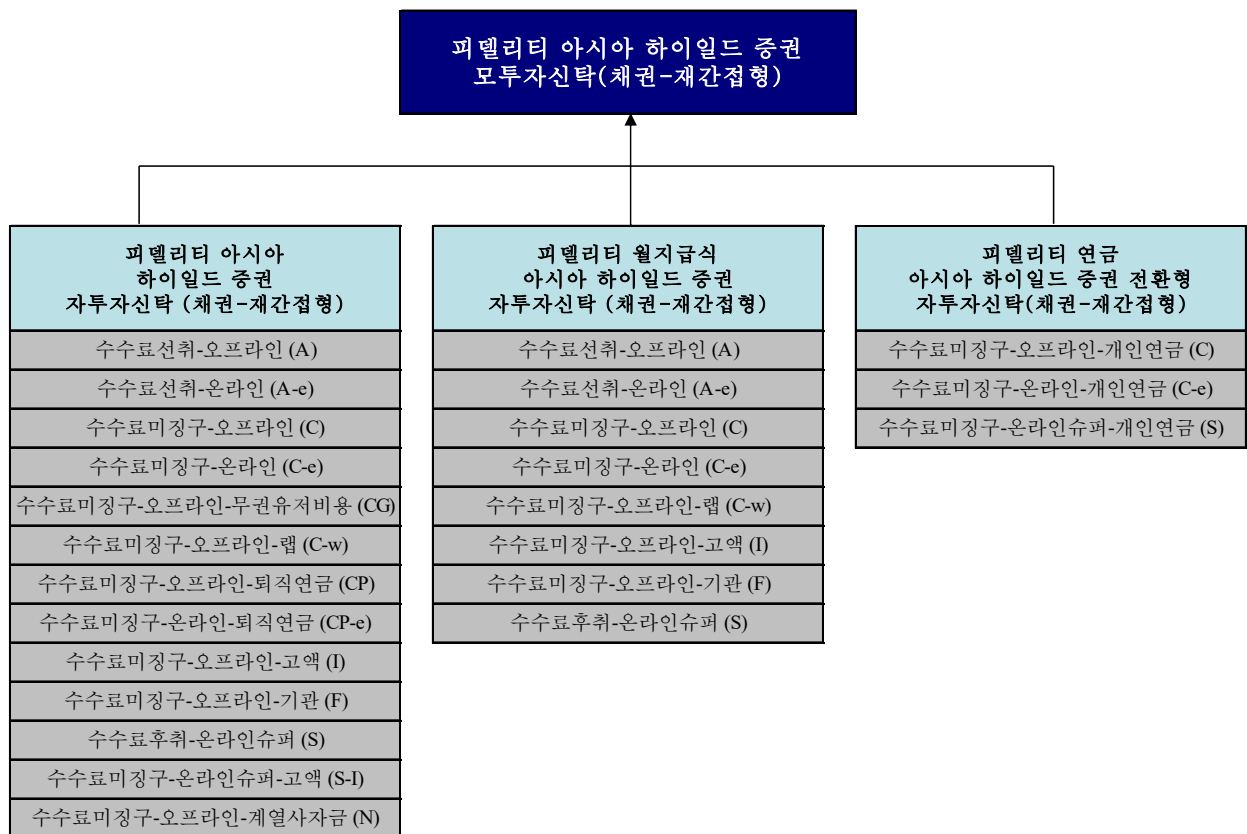 피델리티 아시아 하이일드 증권
모투자신탁(채권-재간접형)
피델리티 아시아
하이일드 증권
자투자신탁 (채권-재간접형)
수수료선취-오프라인 (A)
수수료선취-온라인 (A-e)
수수료미징구-오프라인 (C)
수수료미징구-온라인 (C-e)
수수료미징구-오프라인-무권유저비용 (CG)
수수료미징구-오프라인-랩 (C-w)
수수료미징구-오프라인-퇴직연금 (CP)
수수료미징구-온라인-퇴직연금 (CP-e)
수수료미징구-오프라인-고액 (I)
수수료미징구-오프라인-기관 (F)
수수료후취-온라인슈퍼 (S)
수수료미징구-온라인슈퍼-고액 (S-I)
수수료미징구-오프라인-계열사자금 (N)
피델리티 월지급식
아시아 하이일드 증권
자투자신탁(채권-재간접형)
수수료선취-오프라인 (A)
수수료선취-온라인 (A-e)
수수료미징구-오프라인 (C)
수수료미징구-온라인 (C-e)
수수료미징구-오프라인-랩 (C-w)
수수료미징구-오프라인-고액 (I)
수수료미징구-오프라인-기관 (F)
수수료후취-온라인슈퍼 (S)
피델리티 연금
아시아 하이일드 증권 전환형
자투자신탁(채권-재간접형)
수수료미징구-오프라인-개인연금 (C)
수수료미징구-온라인-개인연금 (C-e)
수수료미징구-온라인슈퍼-개인연금 (S)